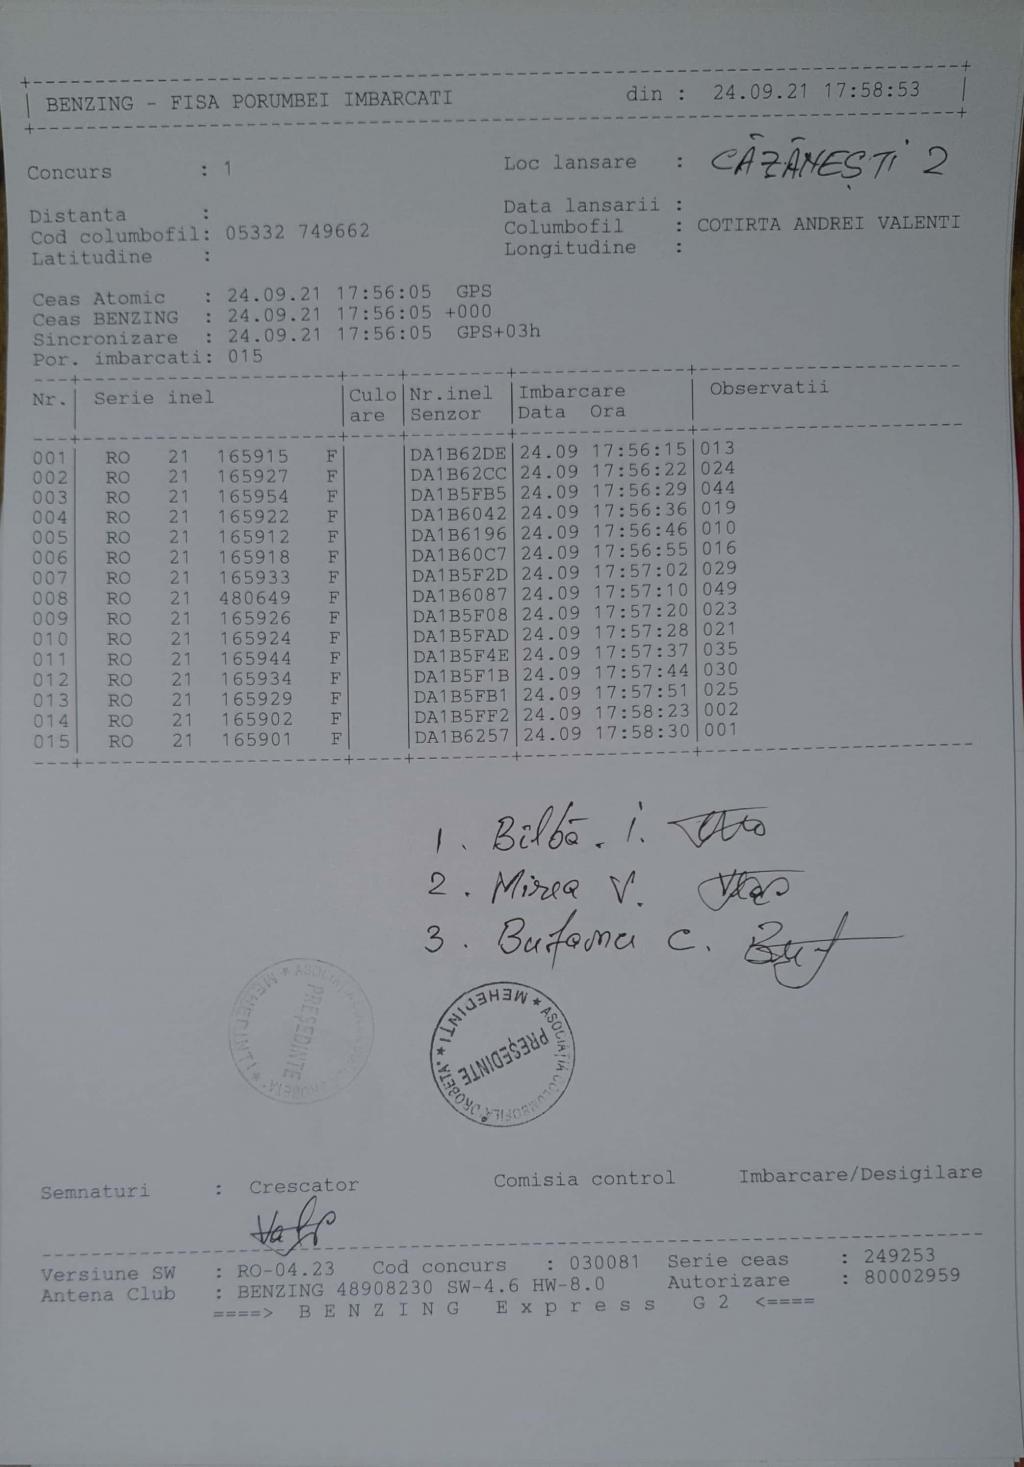 BENZING - FISA PORUMBEI IMBARCATI din : 24.09.21 17:58:53
Concurs : 1 Loc lansare : CĂZĂNEȘTI 2
Distanta : Data lansarii :
Cod columbofil: 05332 749662 Columbofil : COTIRTA ANDREI VALENTI
Latitudine : Longitudine :
Ceas Atomic : 24.09.21 17:56:05 GPS
Ceas BENZING : 24.09.21 17:56:05 +000
Sincronizare : 24.09.21 17:56:05 GPS+03h
Por. imbarcati: 015
Nr. Serie inel Culo Nr.inel Imbarcare Observatii
are Senzor Data Ora
001 RO 21 165915 F DA1B62DE 24.09 17:56:15 013
002 RO 21 165927 F DA1B62CC 24.09 17:56:22 024
003 RO 21 165954 F DA1B5FB5 24.09 17:56:29 044
004 RO 21 165922 F DA1B6042 24.09 17:56:36 019
005 RO 21 165912 F DA1B6196 24.09 17:56:46 010
006 RO 21 165918 F DA1B60C7 24.09 17:56:55 016
007 RO 21 165933 F DA1B5F2D 24.09 17:57:02 029
008 RO 21 480649 F DA1B6087 24.09 17:57:10 049
009 RO 21 165926 F DA1B5F08 24.09 17:57:20 023
010 RO 21 165924 F DA1B5FAD 24.09 17:57:28 021
011 RO 21 165944 F DA1B5F4E 24.09 17:57:37 035
012 RO 21 165934 F DA1B5F1B 24.09 17:57:44 030
013 RO 21 165929 F DA1B5FB1 24.09 17:57:51 025
014 RO 21 165902 F DA1B5FF2 24.09 17:58:23 002
015 RO 21 165901 F DA1B6257 24.09 17:58:30 001
1. Bilbă. I.
2. Mirea V.
3. C.
MEHEDINTI * ASOCIAȚIA COLUMBOFILA "DROBETA" *
PREȘEDINTE
MEHEDINTI * ASOCIAȚIA "DROBETA" *
PREȘEDINTE
Semnaturi : Crescator Comisia control Imbarcare/Desigilare
Versiune SW : RO-04.23 Cod concurs : 030081 Serie ceas : 249253
Antena Club : BENZING 48908230 SW-4.6 HW-8.0 Autorizare : 80002959
====> B E N Z I N G E x p r e s s G 2 <====